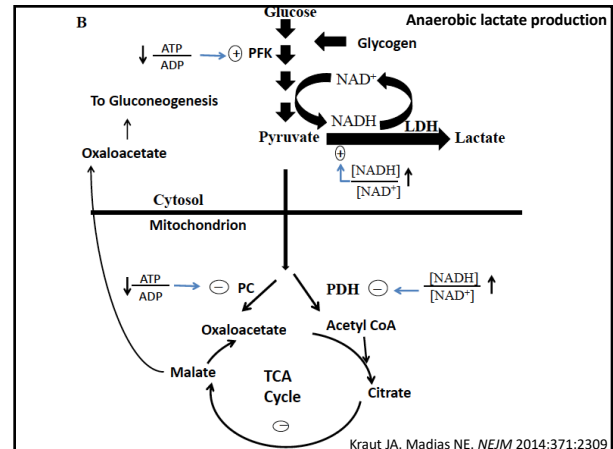 B
Glucose
Anaerobic lactate production
Glycogen
↓ ATP/ADP
+ PFK
NAD+
To Gluconeogenesis
NADH
Pyruvate
LDH
Lactate
Oxaloacetate
+
[NADH]/[NAD+] ↑
Cytosol
Mitochondrion
↓ ATP/ADP
− PC
PDH −
[NADH]/[NAD+] ↑
Oxaloacetate
Acetyl CoA
Malate
TCA
Cycle
Citrate
−
Kraut JA, Madias NE. NEJM 2014;371:2309